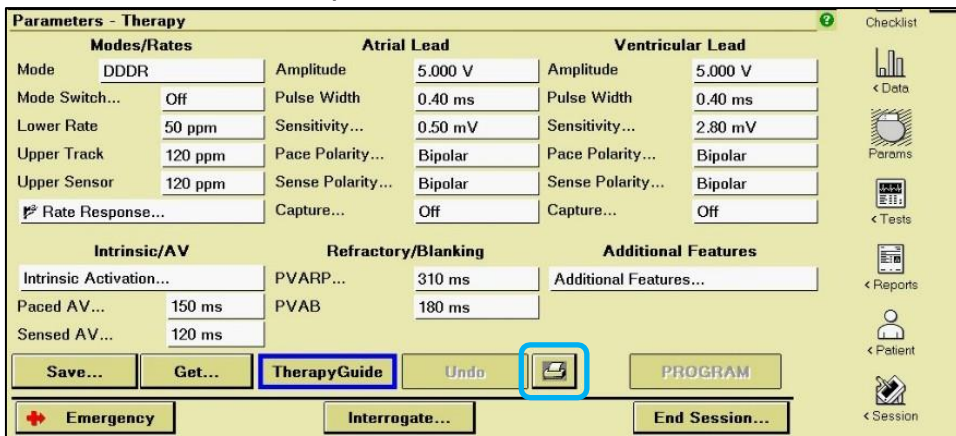 Parameters - Therapy
?
Checklist
Modes/Rates
Mode DDDR
Mode Switch... Off
Lower Rate 50 ppm
Upper Track 120 ppm
Upper Sensor 120 ppm
Rate Response...
Atrial Lead
Amplitude 5.000 V
Pulse Width 0.40 ms
Sensitivity... 0.50 mV
Pace Polarity... Bipolar
Sense Polarity... Bipolar
Capture... Off
Ventricular Lead
Amplitude 5.000 V
Pulse Width 0.40 ms
Sensitivity... 2.80 mV
Pace Polarity... Bipolar
Sense Polarity... Bipolar
Capture... Off
Intrinsic/AV
Intrinsic Activation...
Paced AV... 150 ms
Sensed AV... 120 ms
Refractory/Blanking
PVARP... 310 ms
PVAB 180 ms
Additional Features
Additional Features...
Save... Get... TherapyGuide Undo PROGRAM
Emergency Interrogate... End Session...
< Data
Params
< Tests
< Reports
< Patient
< Session